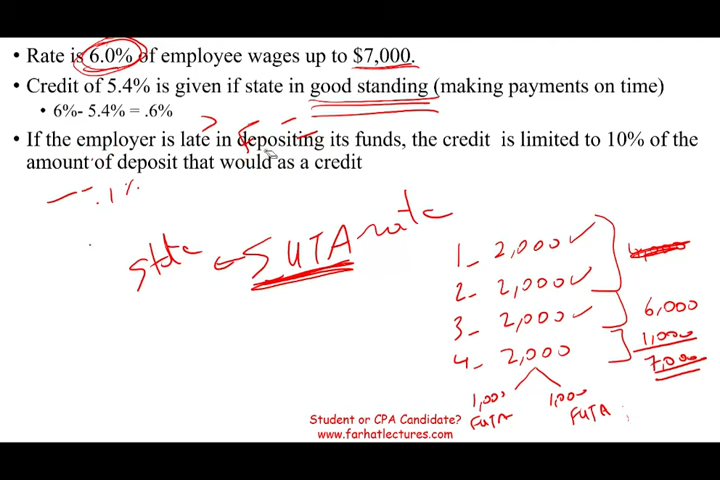 • Rate is 6.0% of employee wages up to $7,000.
• Credit of 5.4% is given if state in good standing (making payments on time)
• 6%- 5.4% = .6%
• If the employer is late in depositing its funds, the credit is limited to 10% of the
amount of deposit that would as a credit
.1%
state SUTA rate
1- 2,000
2- 2,000
3- 2,000
6,000
1,000
4- 2,000
7,000
1,000 1,000
FUTA FUTA
Student or CPA Candidate?
www.farhatlectures.com